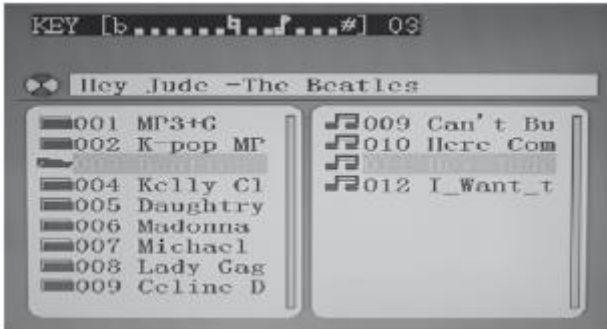 KEY [b......♮..♪...#] 03
Hey Jude -The Beatles
001 MP3+G
002 K-pop MP
004 Kelly Cl
005 Daughtry
006 Madonna
007 Michael
008 Lady Gag
009 Celine D
009 Can't Bu
010 Here Com
012 I_Want_t